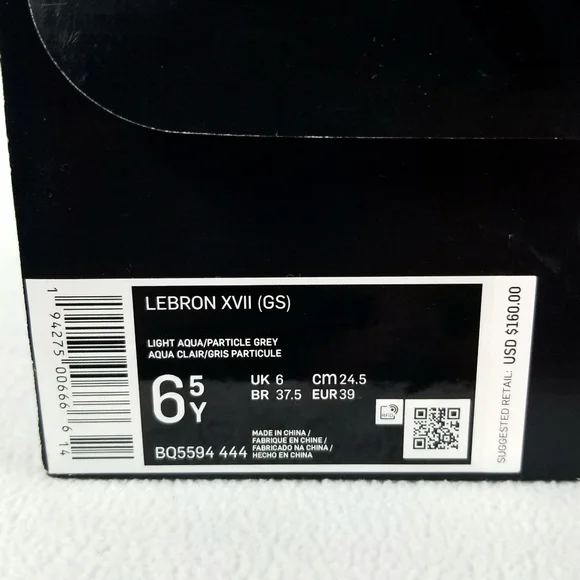 LEBRON XVII (GS)
LIGHT AQUA/PARTICLE GREY
AQUA CLAIR/GRIS PARTICULE
6 5 Y
UK 6 cm 24.5
BR 37.5 EUR 39
BQ5594 444
MADE IN CHINA /
FABRIQUE EN CHINE /
FABRICADO NA CHINA /
HECHO EN CHINA
RFID
SUGGESTED RETAIL: USD $160.00
1 94275 00666 6 14